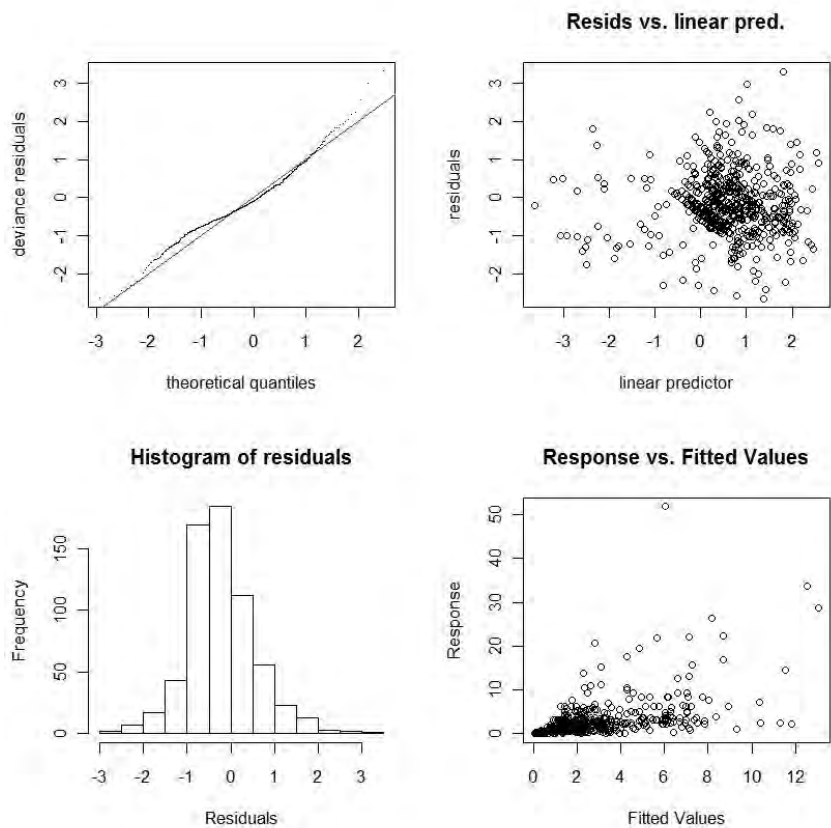 deviance residuals
3
2
1
0
-1
-2
-3 -2 -1 0 1 2
theoretical quantiles
Resids vs. linear pred.
residuals
3
2
1
0
-1
-2
-3 -2 -1 0 1 2
linear predictor
Histogram of residuals
Frequency
150
100
50
0
-3 -2 -1 0 1 2 3
Residuals
Response vs. Fitted Values
Response
50
40
30
20
10
0
0 2 4 6 8 10 12
Fitted Values